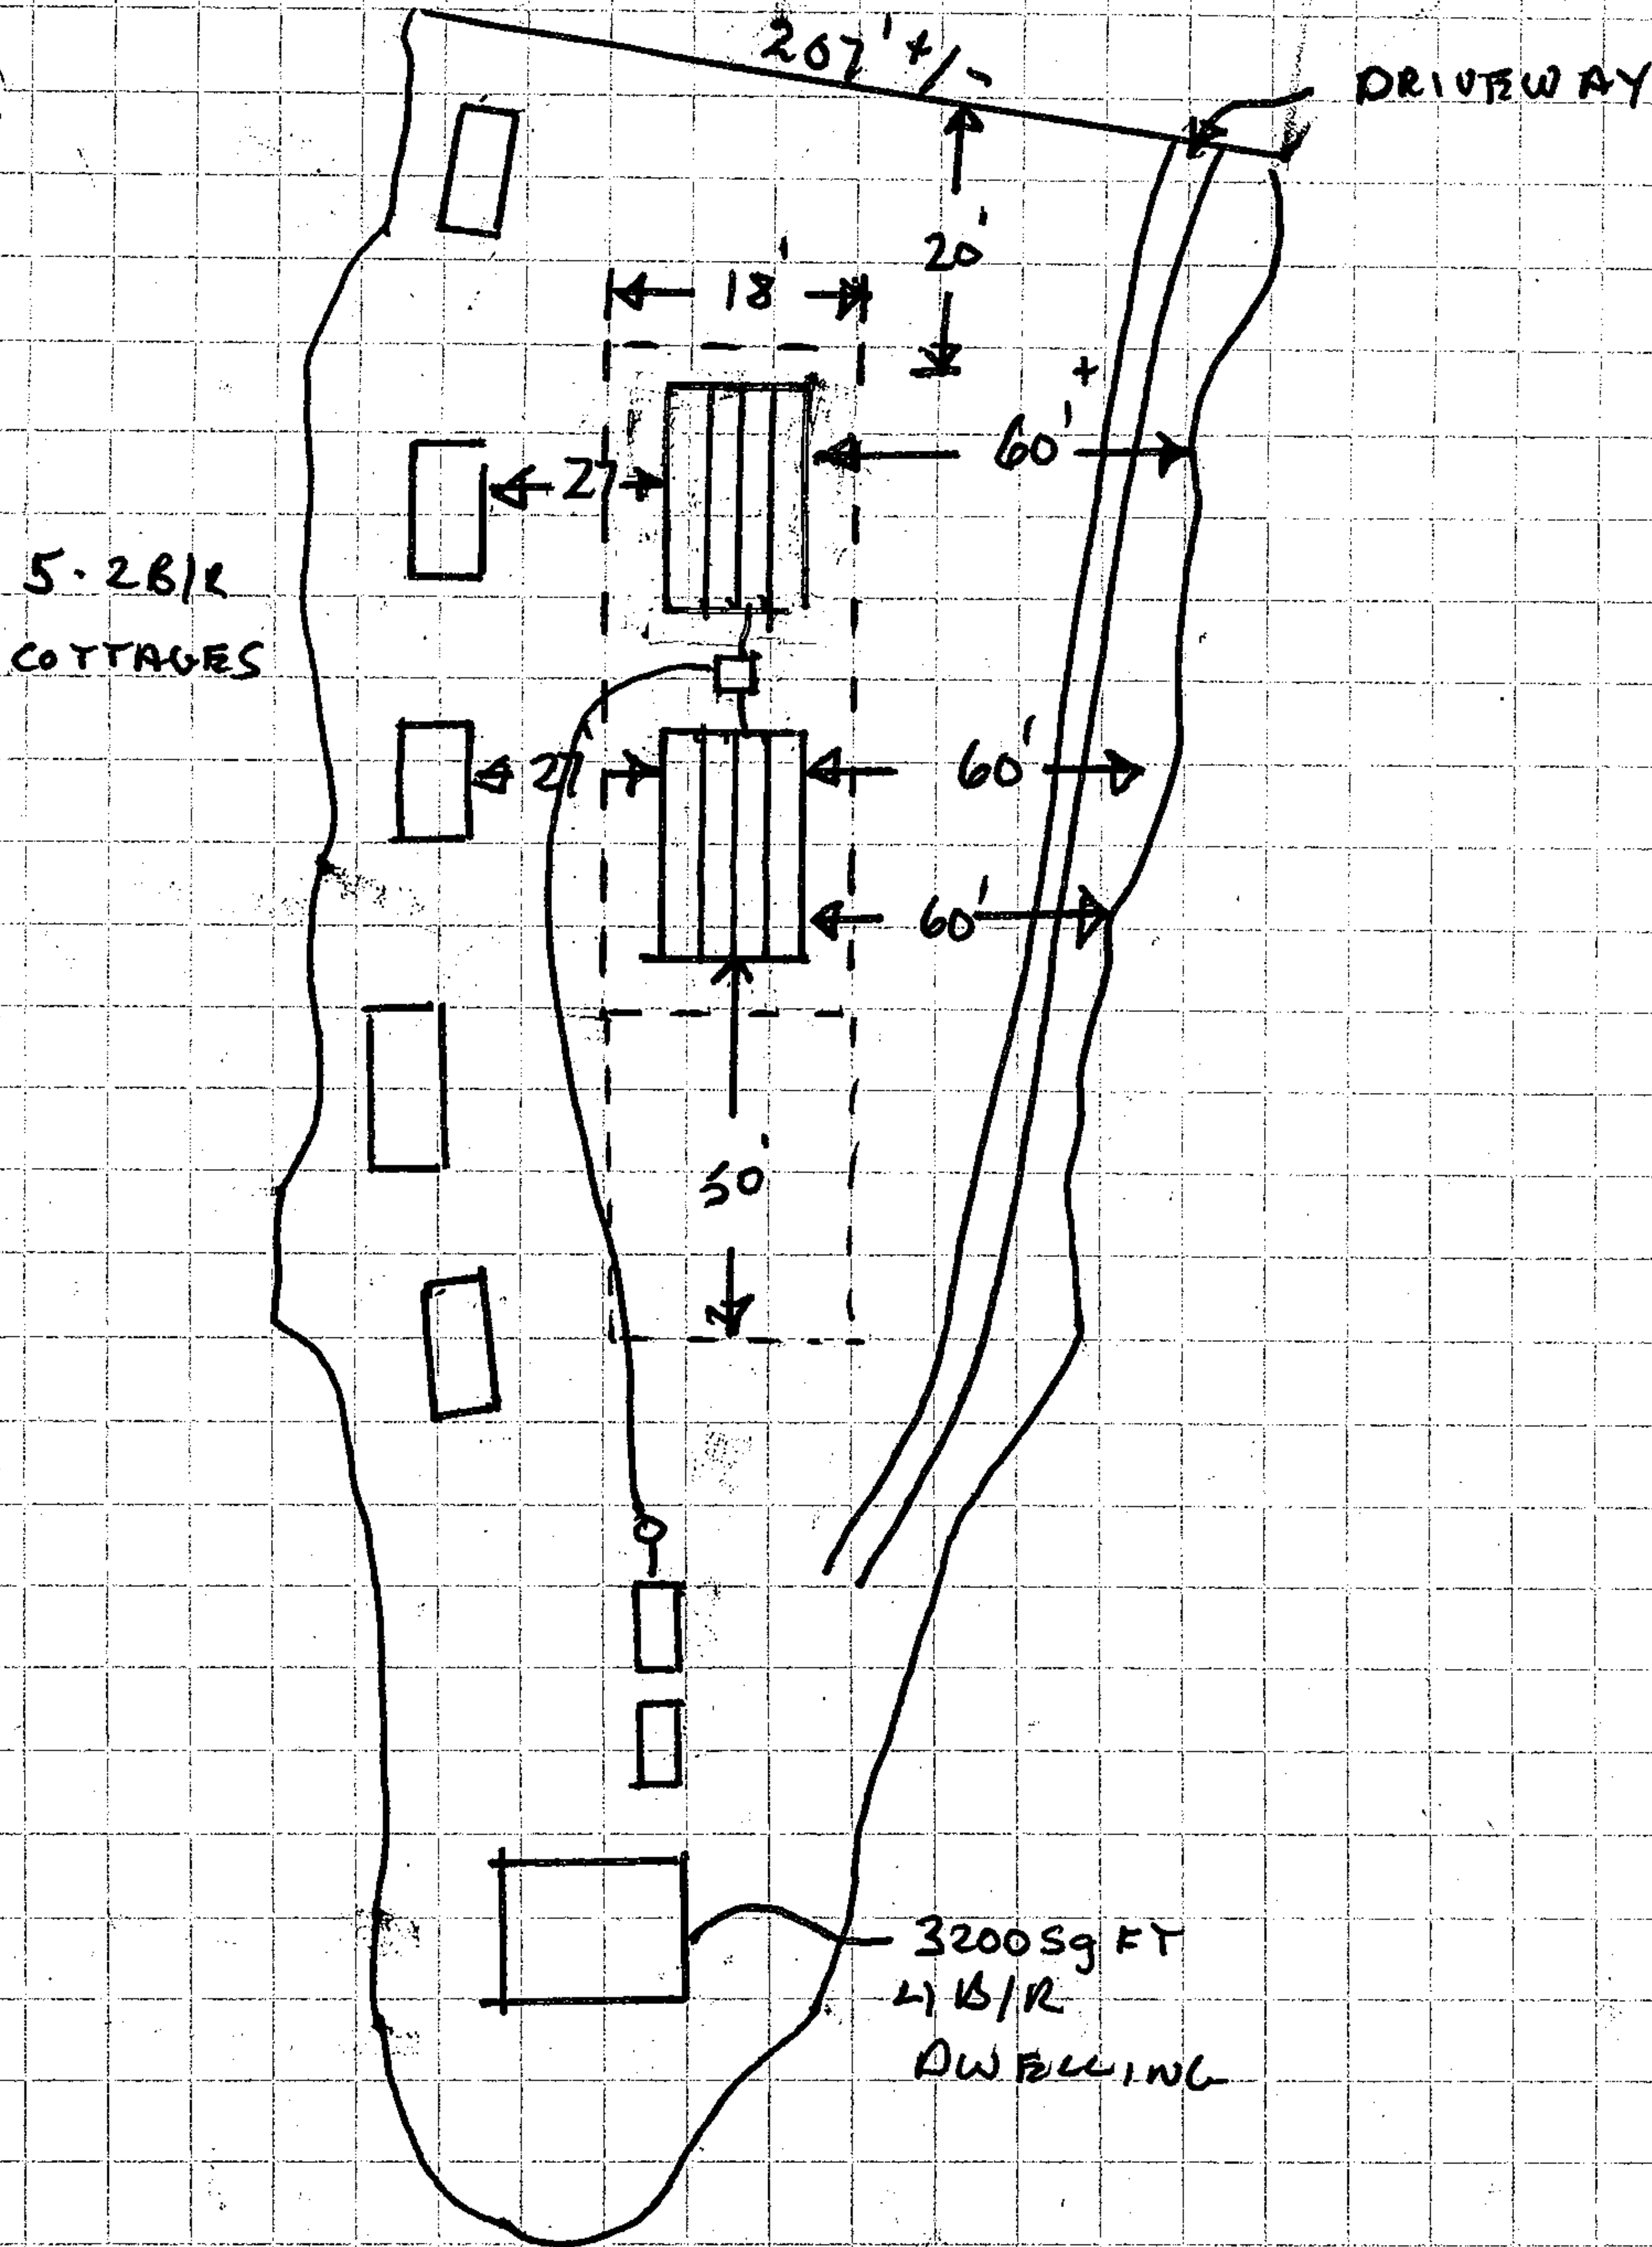 207' +/-
DRIVEWAY
20'
18'
+
60'
27
5. 2B/R
COTTAGES
27'
60'
60'
50'
3200 Sq FT
4 B/R
DWELLING